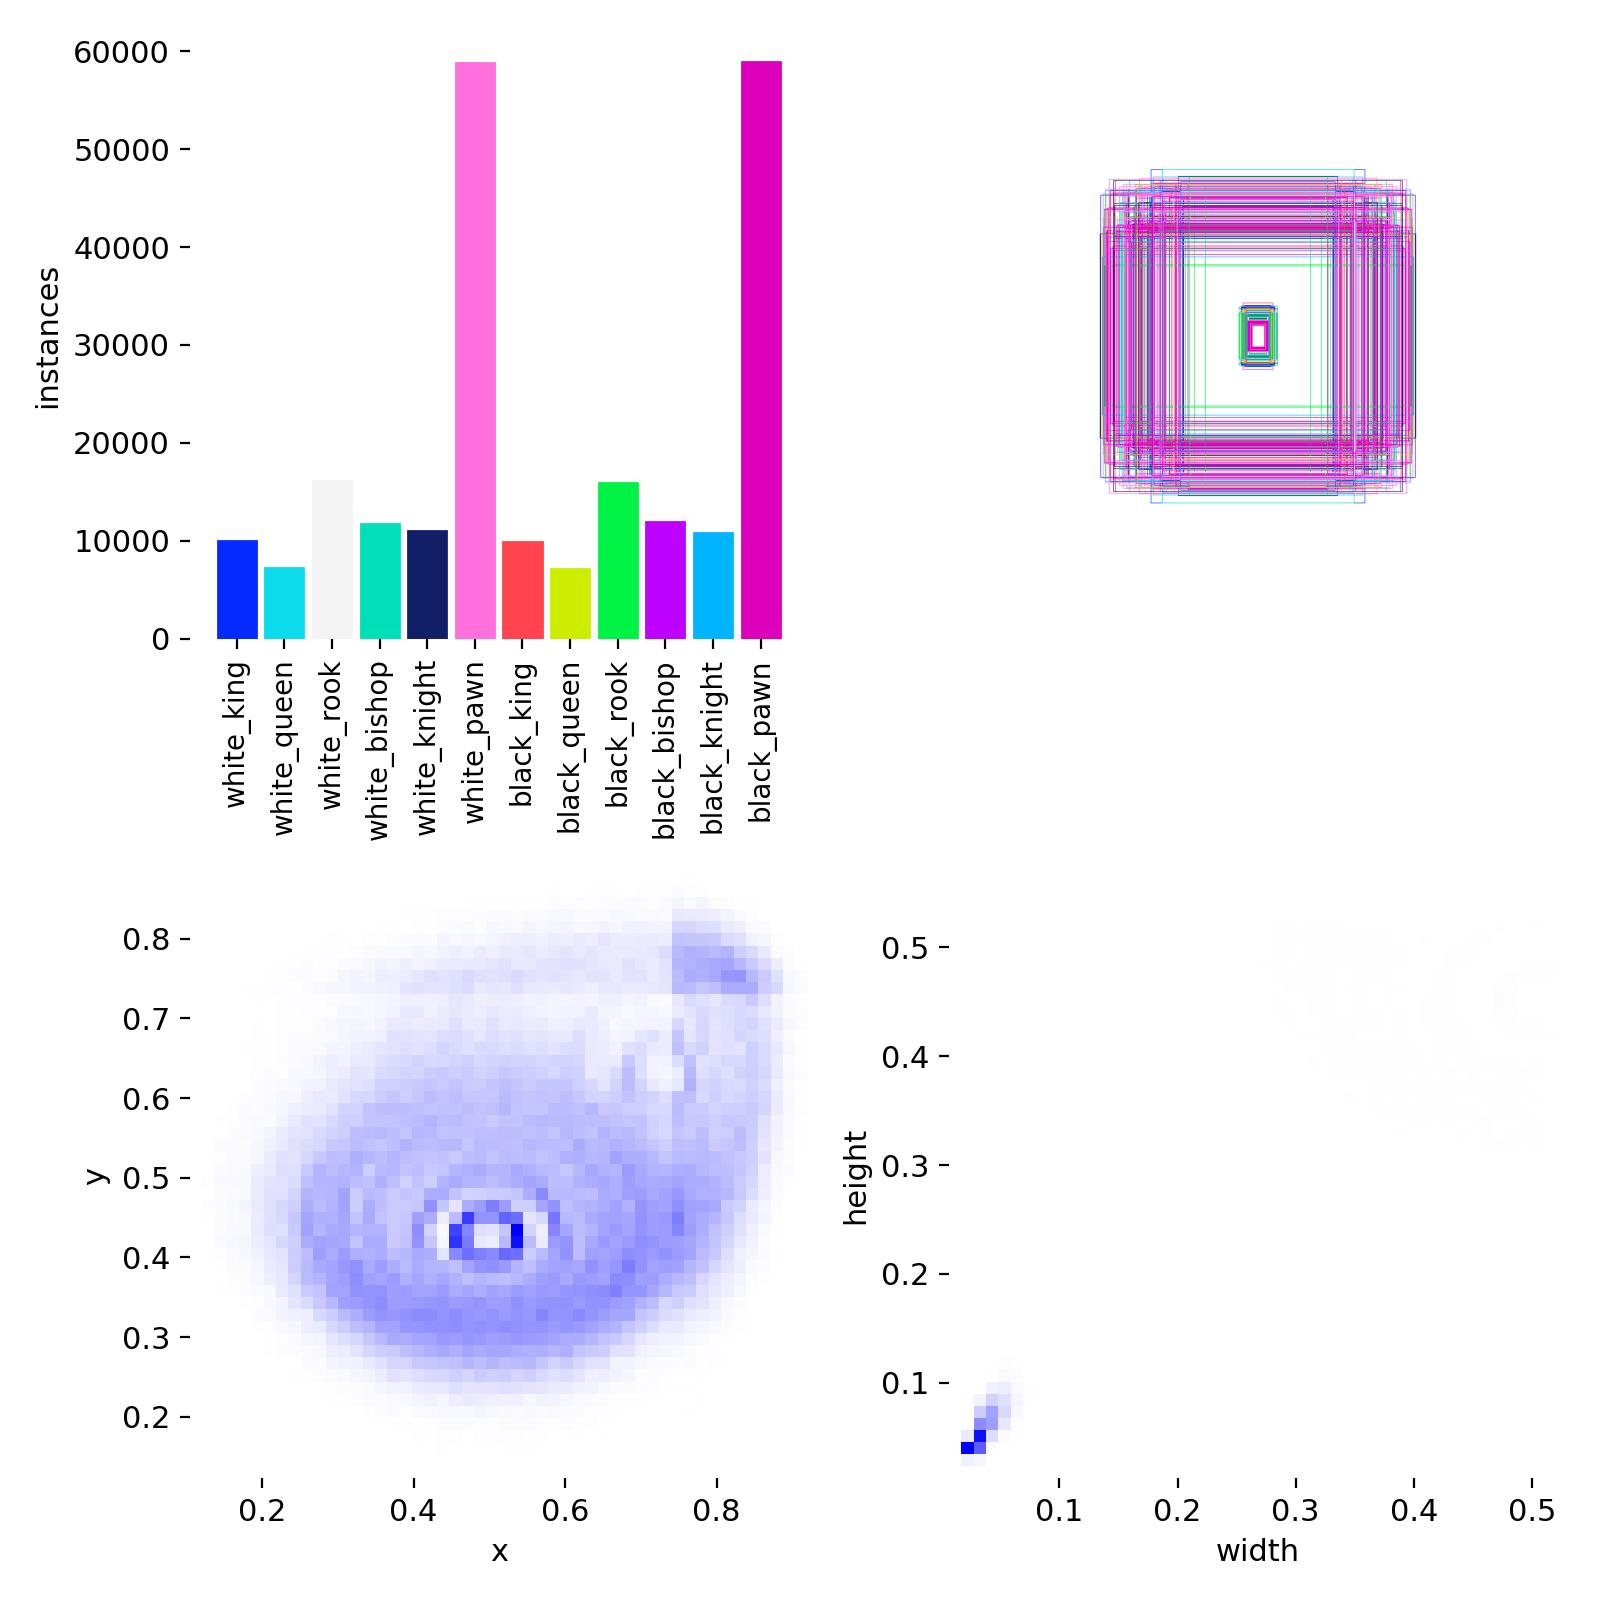 60000
50000
40000
30000
20000
10000
0
instances
white_king
white_queen
white_rook
white_bishop
white_knight
white_pawn
black_king
black_queen
black_rook
black_bishop
black_knight
black_pawn
0.8
0.7
0.6
0.5
0.4
0.3
0.2
y
0.2 0.4 0.6 0.8
x
0.5
0.4
0.3
0.2
0.1
height
0.1 0.2 0.3 0.4 0.5
width